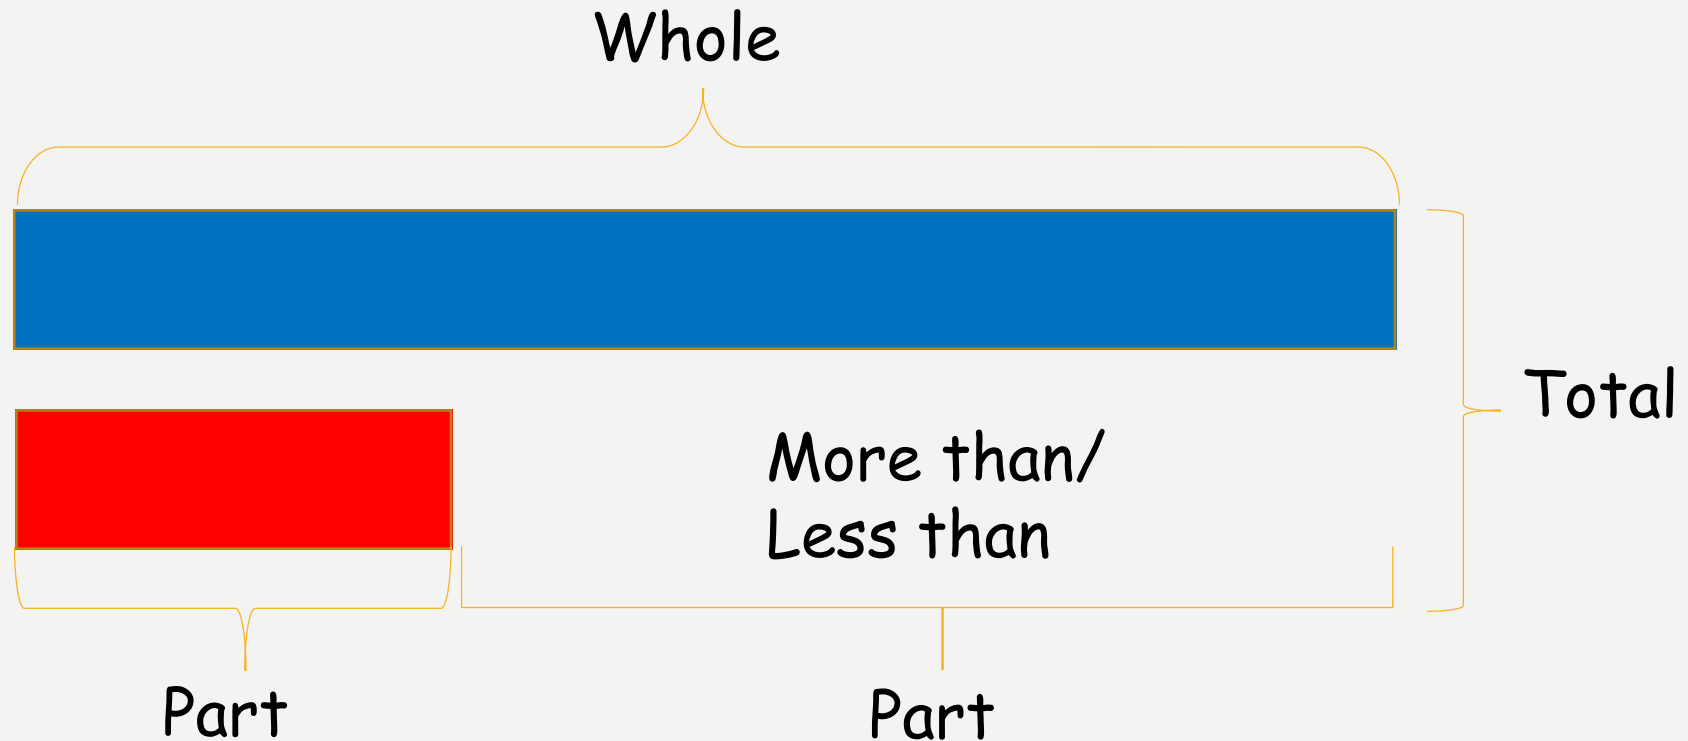 Whole
Total
More than/
Less than
Part
Part